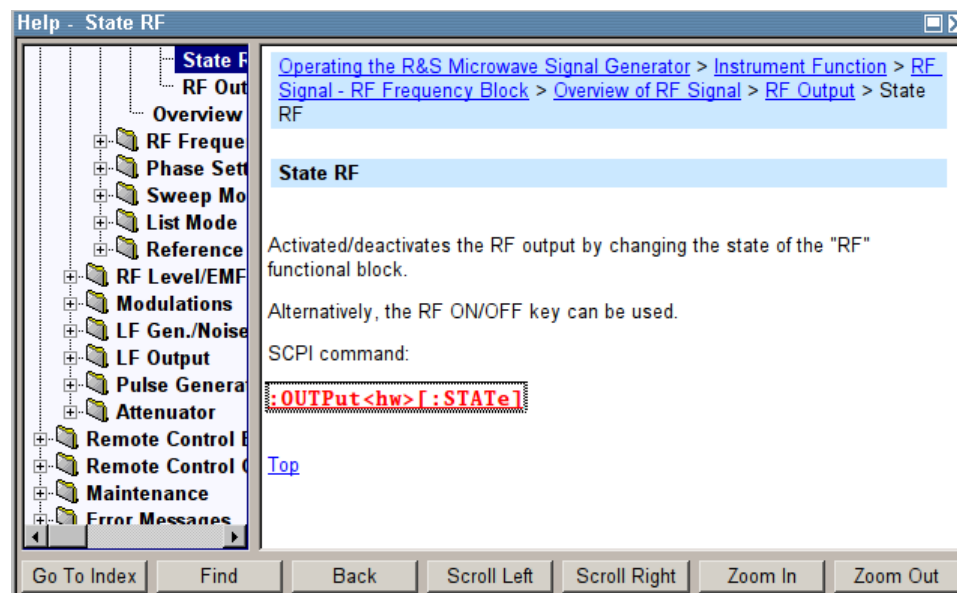 Help - State RF
State R
RF Out
Overview
RF Freque
Phase Sett
Sweep Mo
List Mode
Reference
RF Level/EMF
Modulations
LF Gen./Noise
LF Output
Pulse Genera
Attenuator
Remote Control B
Remote Control C
Maintenance
Error Messages
Operating the R&S Microwave Signal Generator > Instrument Function > RF
Signal - RF Frequency Block > Overview of RF Signal > RF Output > State
RF
State RF
Activated/deactivates the RF output by changing the state of the "RF"
functional block.
Alternatively, the RF ON/OFF key can be used.
SCPI command:
:OUTPut<hw>[:STATe]
Top
Go To Index
Find
Back
Scroll Left
Scroll Right
Zoom In
Zoom Out